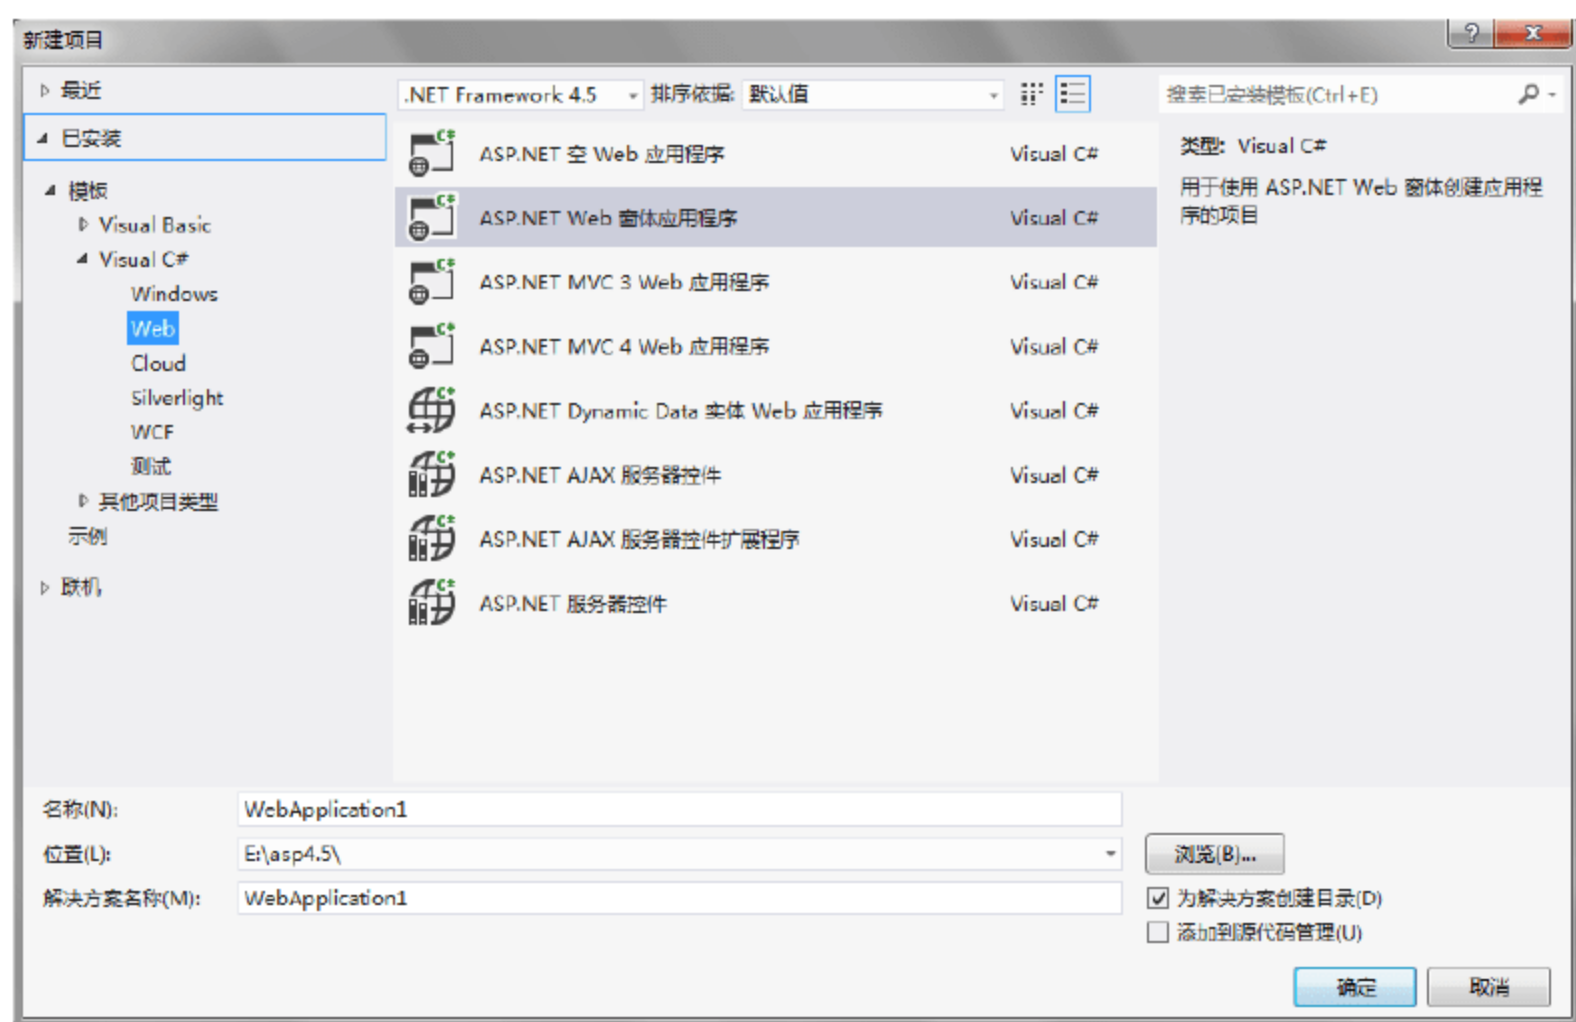 新建项目
最近
已安装
模板
Visual Basic
Visual C#
Windows
Web
Cloud
Silverlight
WCF
测试
其他项目类型
示例
联机
.NET Framework 4.5 排序依据: 默认值
ASP.NET 空 Web 应用程序 Visual C#
ASP.NET Web 窗体应用程序 Visual C#
ASP.NET MVC 3 Web 应用程序 Visual C#
ASP.NET MVC 4 Web 应用程序 Visual C#
ASP.NET Dynamic Data 实体 Web 应用程序 Visual C#
ASP.NET AJAX 服务器控件 Visual C#
ASP.NET AJAX 服务器控件扩展程序 Visual C#
ASP.NET 服务器控件 Visual C#
搜索已安装模板(Ctrl+E)
类型: Visual C#
用于使用 ASP.NET Web 窗体创建应用程
序的项目
名称(N): WebApplication1
位置(L): E:\asp4.5\ 浏览(B)...
解决方案名称(M): WebApplication1
为解决方案创建目录(D)
添加到源代码管理(U)
确定 取消